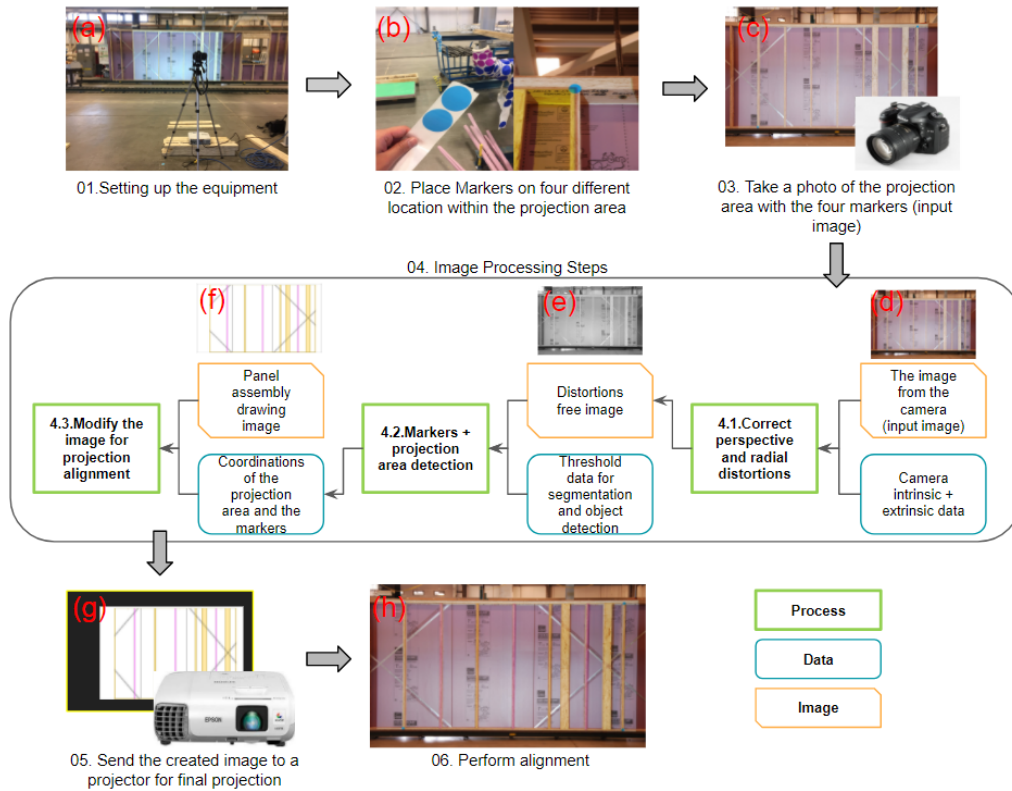 (a)
(b)
(c)
01.Setting up the equipment
02. Place Markers on four different
location within the projection area
03. Take a photo of the projection
area with the four markers (input
image)
04. Image Processing Steps
(f)
(e)
(d)
Panel
assembly
drawing
image
Distortions
free image
The image
from the
camera
(input image)
4.3.Modify the
image for
projection
alignment
4.2.Markers +
projection
area detection
4.1.Correct
perspective
and radial
distortions
Coordinations
of the
projection
area and the
markers
Threshold
data for
segmentation
and object
detection
Camera
intrinsic +
extrinsic data
(g)
(h)
EPSON
Process
Data
Image
05. Send the created image to a
projector for final projection
06. Perform alignment